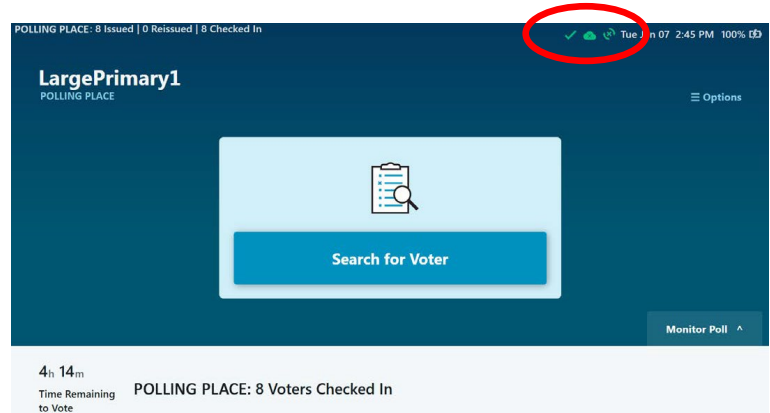 POLLING PLACE: 8 Issued | 0 Reissued | 8 Checked In
Tue Jan 07 2:45 PM 100%
LargePrimary1
POLLING PLACE
Options
Search for Voter
Monitor Poll ^
4h 14m
Time Remaining
to Vote
POLLING PLACE: 8 Voters Checked In